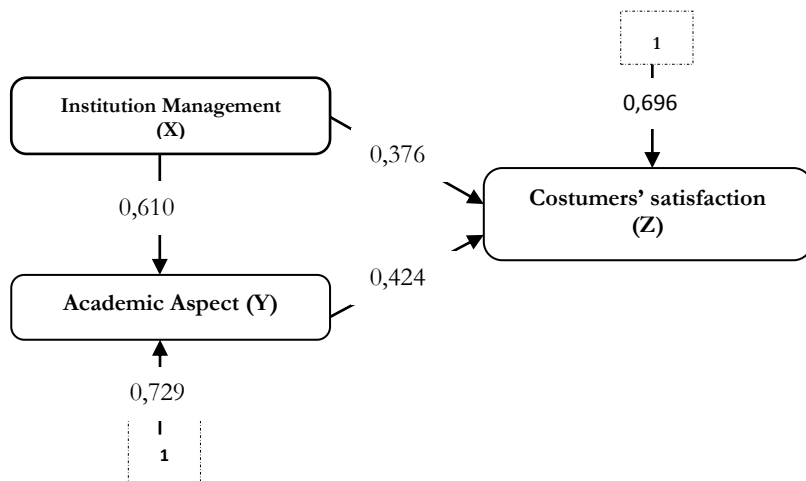 1
Institution Management
(X)
0,696
0,376
Costumers’ satisfaction
(Z)
0,610
0,424
Academic Aspect (Y)
0,729
1